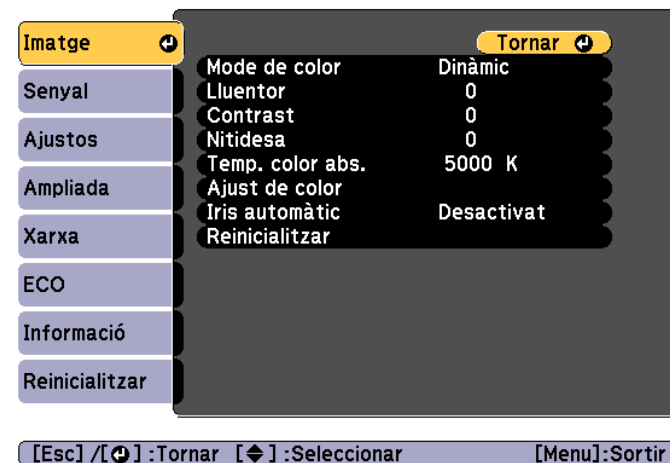 Imatge
Senyal
Ajustos
Ampliada
Xarxa
ECO
Informació
Reinicialitzar
Tornar
Mode de color Dinàmic
Lluentor 0
Contrast 0
Nitidesa 0
Temp. color abs. 5000 K
Ajust de color
Iris automàtic Desactivat
Reinicialitzar
[Esc] /[ ] :Tornar [ ] :Seleccionar [Menu]:Sortir